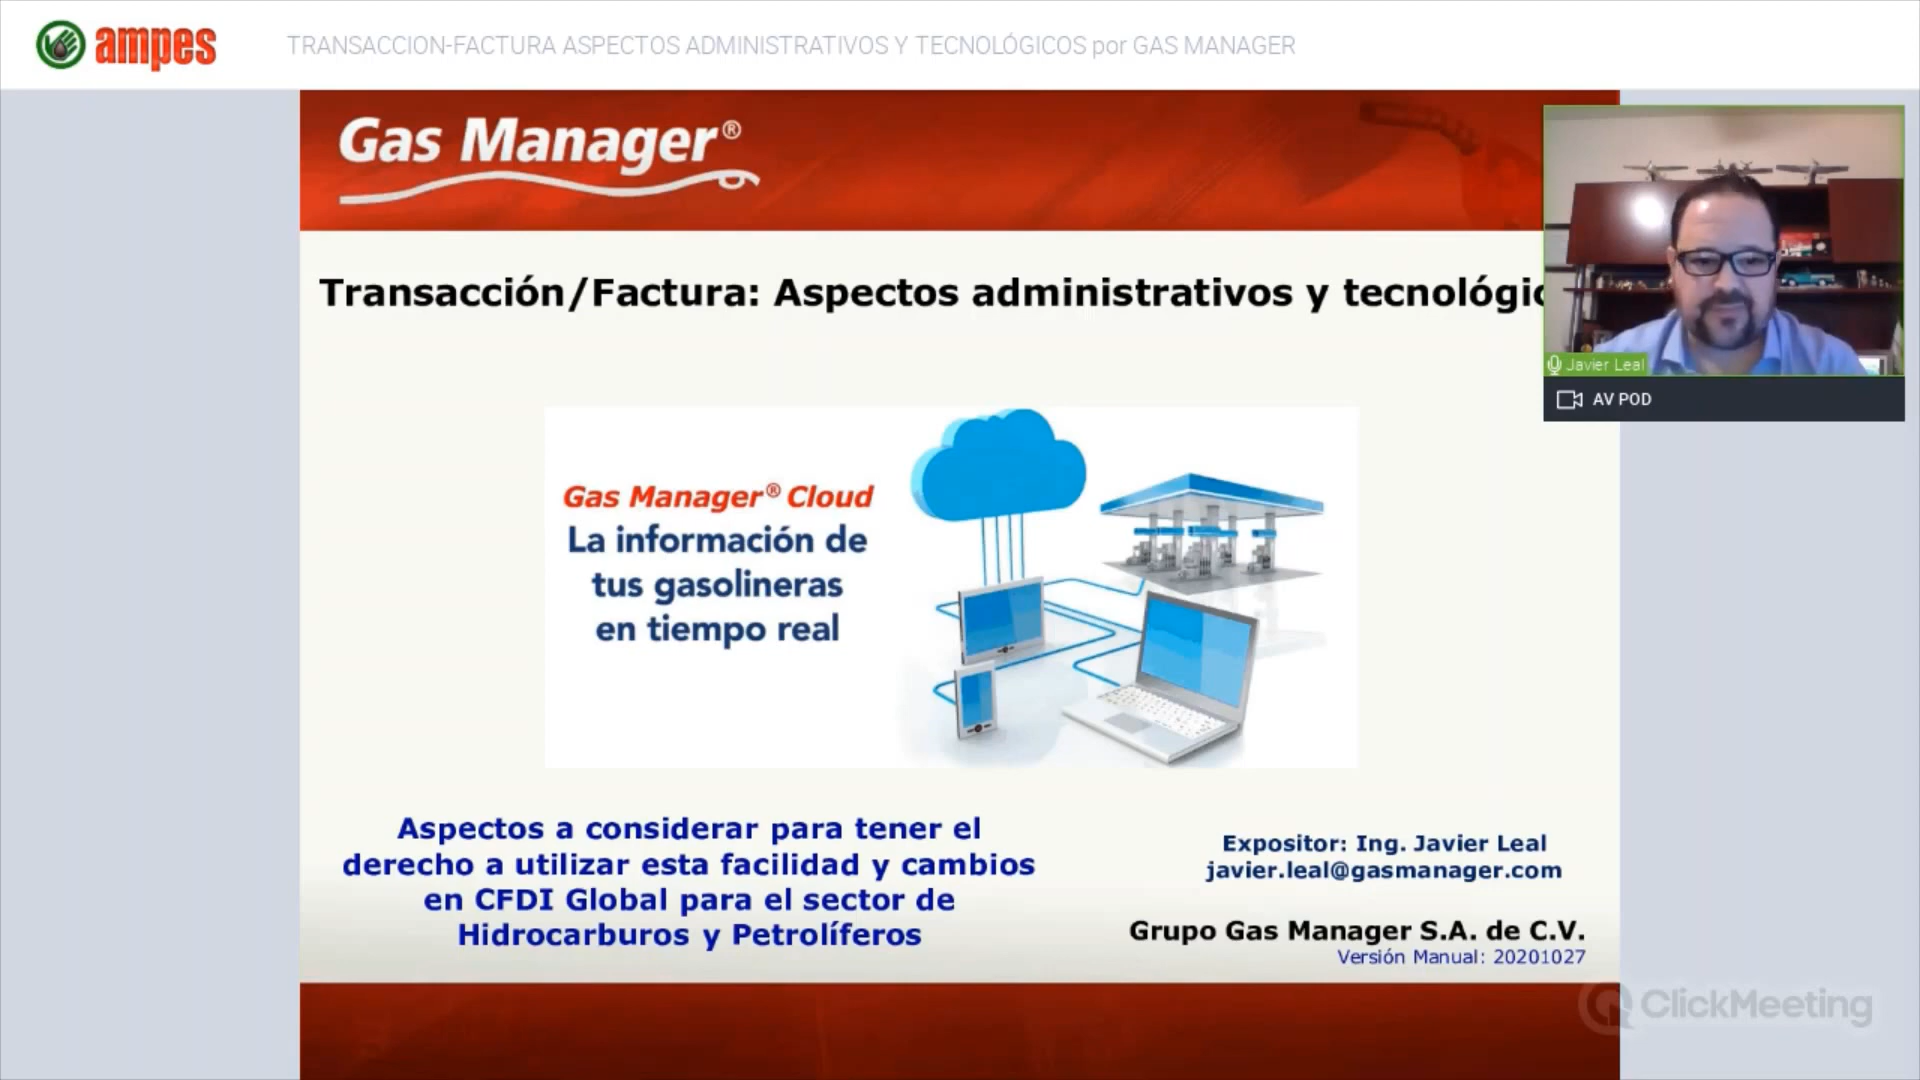 ampes
TRANSACCION-FACTURA ASPECTOS ADMINISTRATIVOS Y TECNOLÓGICOS por GAS MANAGER
Gas Manager®
Transacción/Factura: Aspectos administrativos y tecnológic
Javier Leal
AV POD
Gas Manager® Cloud
La información de
tus gasolineras
en tiempo real
Aspectos a considerar para tener el
derecho a utilizar esta facilidad y cambios
en CFDI Global para el sector de
Hidrocarburos y Petrolíferos
Expositor: Ing. Javier Leal
javier.leal@gasmanager.com
Grupo Gas Manager S.A. de C.V.
Versión Manual: 20201027
ClickMeeting